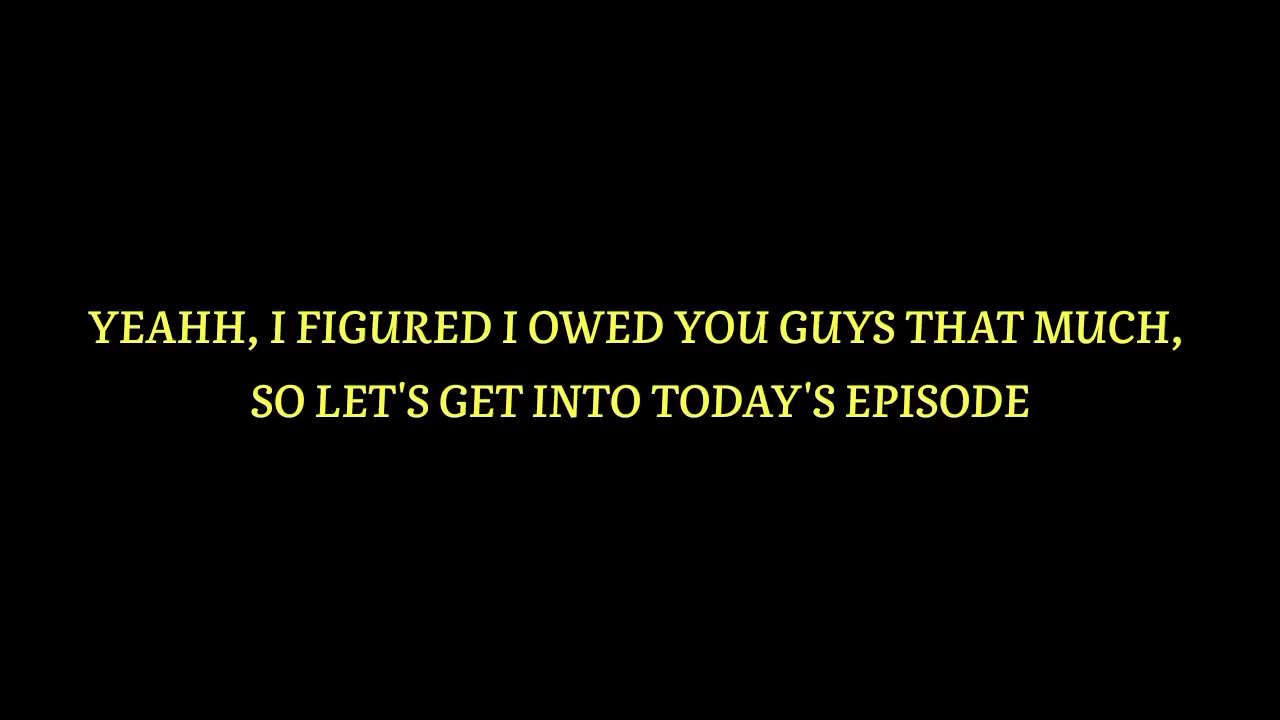 YEAHH, I FIGURED I OWED YOU GUYS THAT MUCH,
SO LET'S GET INTO TODAY'S EPISODE